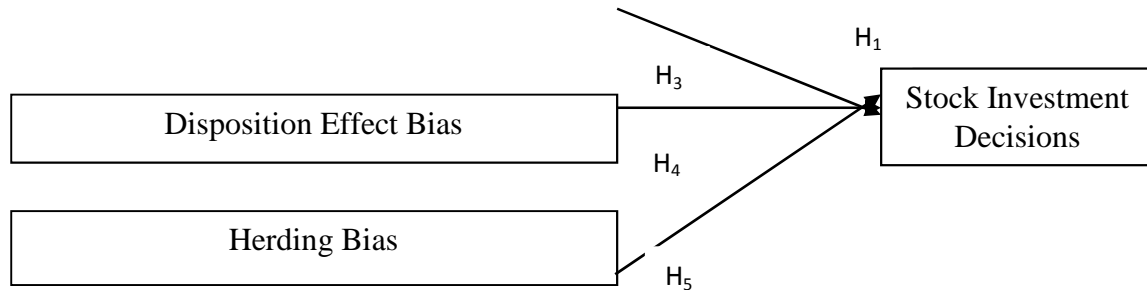 H₁
H₃
Stock Investment
Decisions
Disposition Effect Bias
H₄
Herding Bias
H₅